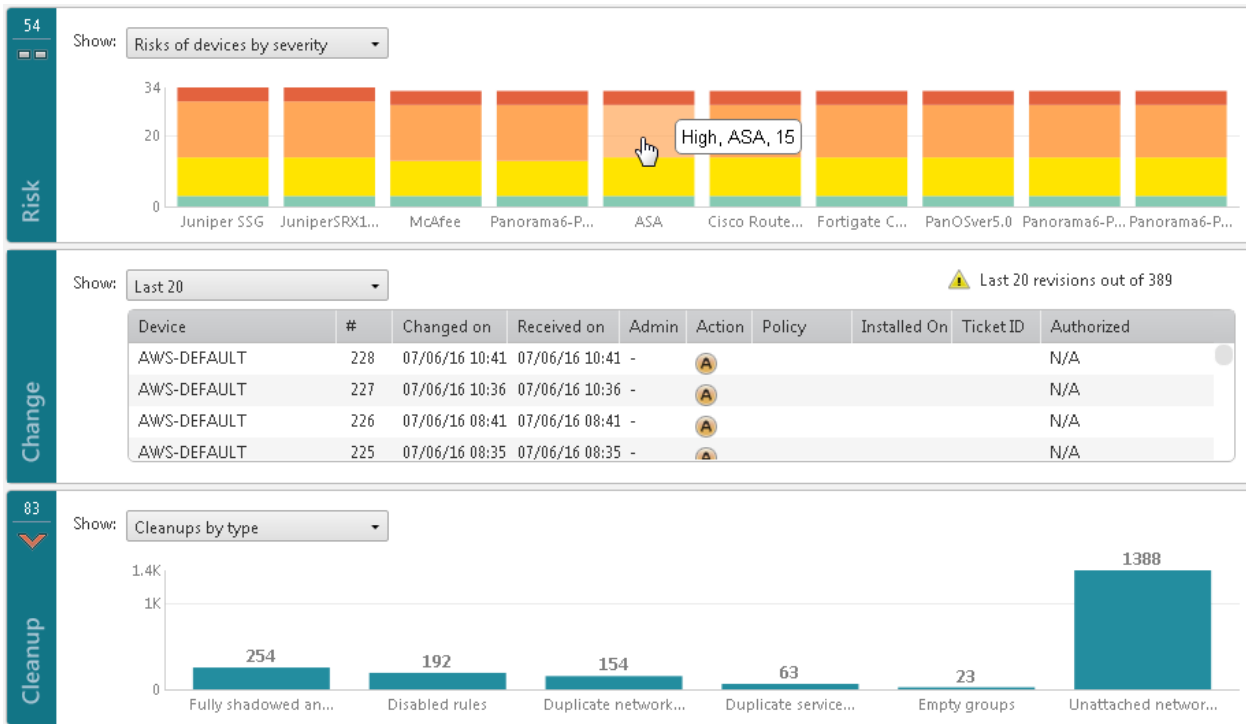 54
Risk
Show: Risks of devices by severity
34
20
0
High, ASA, 15
Juniper SSG JuniperSRX1... McAfee Panorama6-P... ASA Cisco Route... Fortigate C... PanOSver5.0 Panorama6-P... Panorama6-P...
Change
Show: Last 20
Last 20 revisions out of 389
Device # Changed on Received on Admin Action Policy Installed On Ticket ID Authorized
AWS-DEFAULT 228 07/06/16 10:41 07/06/16 10:41 - A N/A
AWS-DEFAULT 227 07/06/16 10:36 07/06/16 10:36 - A N/A
AWS-DEFAULT 226 07/06/16 08:41 07/06/16 08:41 - A N/A
AWS-DEFAULT 225 07/06/16 08:35 07/06/16 08:35 - A N/A
83
Cleanup
Show: Cleanups by type
1.4K
1K
0
254 192 154 63 23 1388
Fully shadowed an... Disabled rules Duplicate network... Duplicate service... Empty groups Unattached networ...